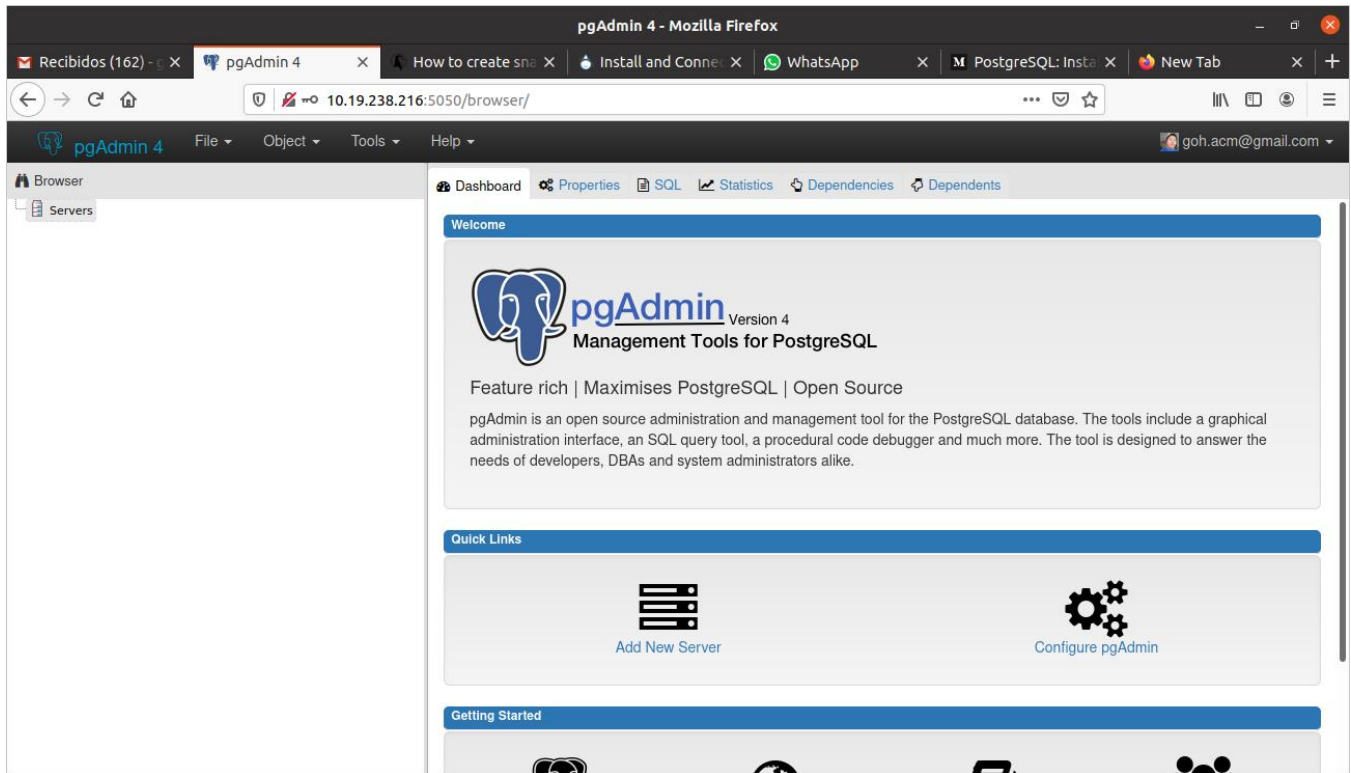 pgAdmin 4 - Mozilla Firefox
Recibidos (162) - g
pgAdmin 4
How to create sna
Install and Connec
WhatsApp
M PostgreSQL: Insta
New Tab
10.19.238.216:5050/browser/
pgAdmin 4 File Object Tools Help goh.acm@gmail.com
Browser
Servers
Dashboard Properties SQL Statistics Dependencies Dependents
Welcome
pgAdmin Version 4
Management Tools for PostgreSQL
Feature rich | Maximises PostgreSQL | Open Source
pgAdmin is an open source administration and management tool for the PostgreSQL database. The tools include a graphical
administration interface, an SQL query tool, a procedural code debugger and much more. The tool is designed to answer the
needs of developers, DBAs and system administrators alike.
Quick Links
Add New Server
Configure pgAdmin
Getting Started